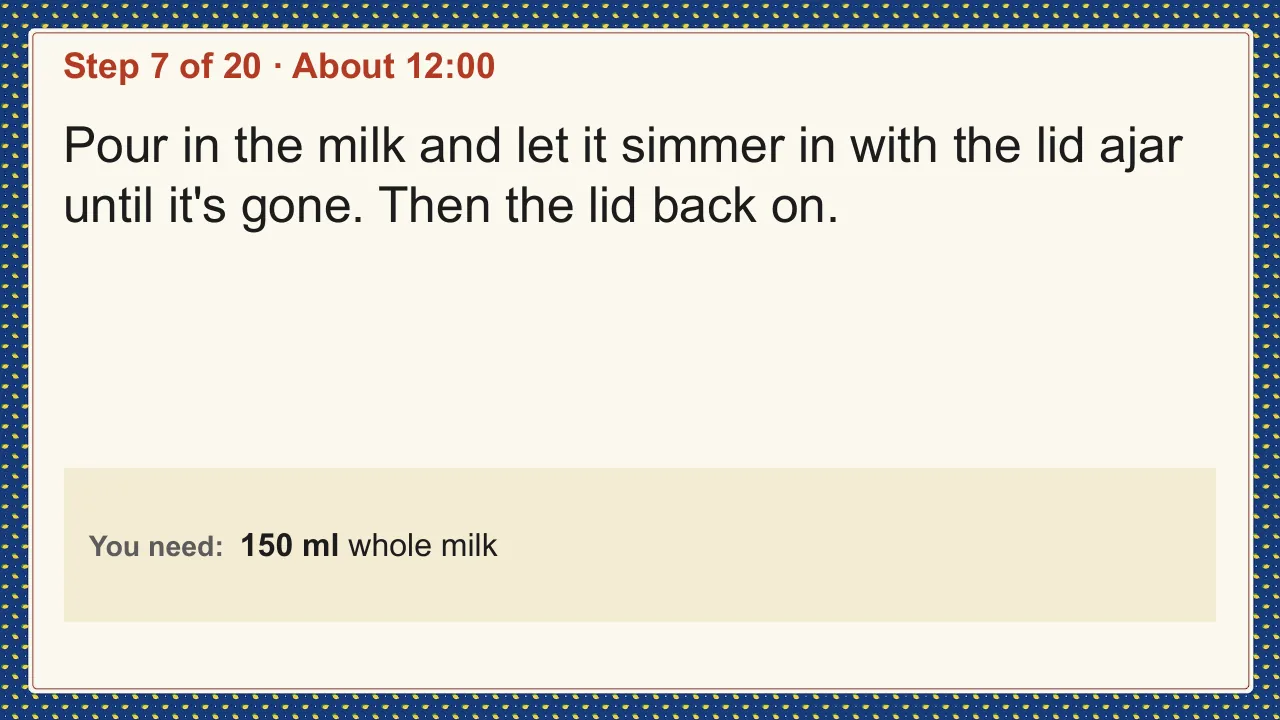 Step 7 of 20 · About 12:00
Pour in the milk and let it simmer in with the lid ajar
until it's gone. Then the lid back on.
You need: 150 ml whole milk